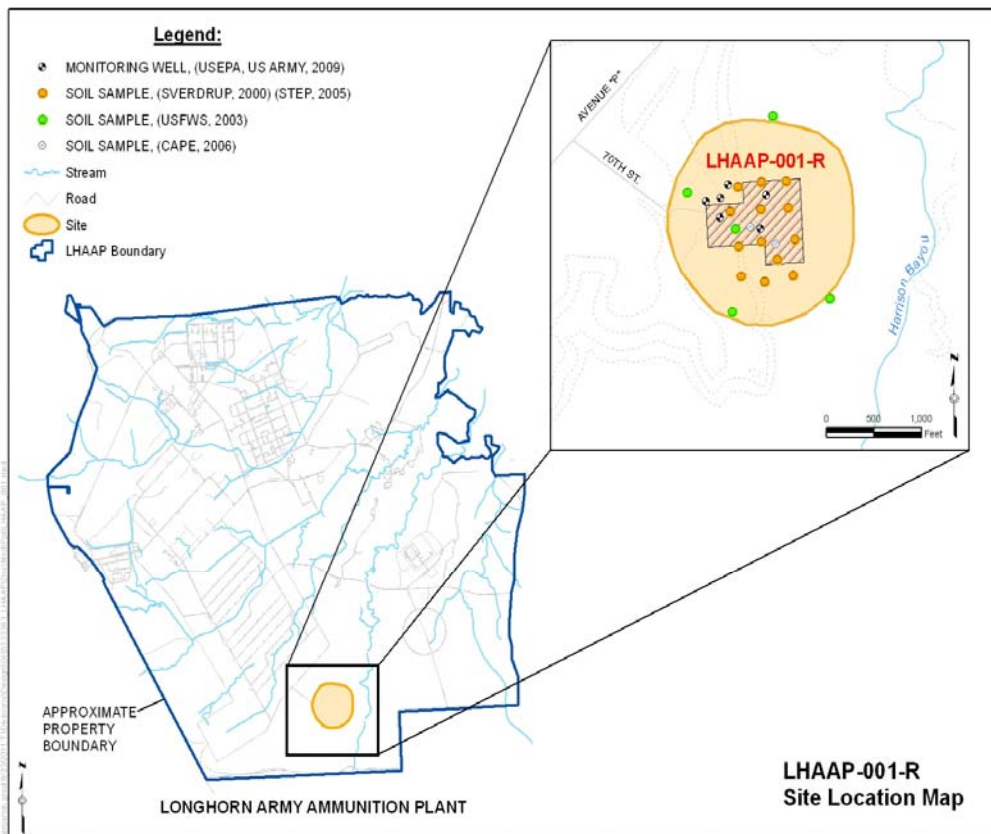 Legend:
MONITORING WELL, (USEPA, US ARMY, 2009)
SOIL SAMPLE, (SVERDRUP, 2000) (STEP, 2005)
SOIL SAMPLE, (USFWS, 2003)
SOIL SAMPLE, (CAPE, 2006)
Stream
Road
Site
LHAAP Boundary
AVENUE "P"
70TH ST.
LHAAP-001-R
Harrison Bayou
N
0 500 1,000
Feet
APPROXIMATE
PROPERTY
BOUNDARY
N
LONGHORN ARMY AMMUNITION PLANT
LHAAP-001-R
Site Location Map